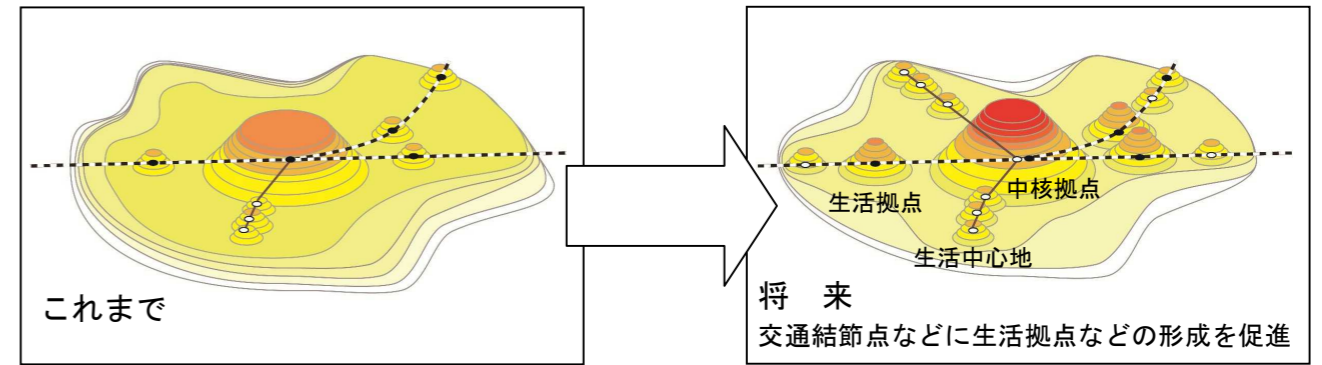 これまで
生活拠点
中核拠点
生活中心地
将　来
交通結節点などに生活拠点などの形成を促進